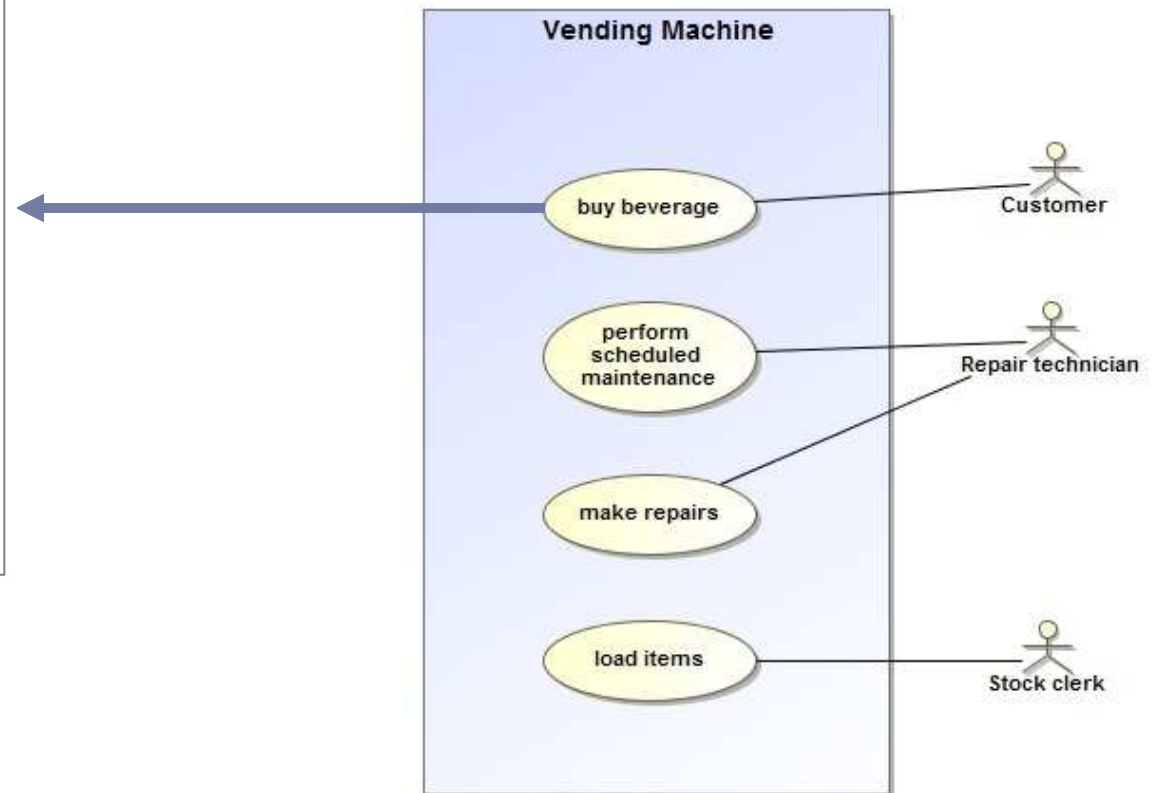 Vending Machine
buy beverage
Customer
perform
scheduled
maintenance
Repair technician
make repairs
load items
Stock clerk